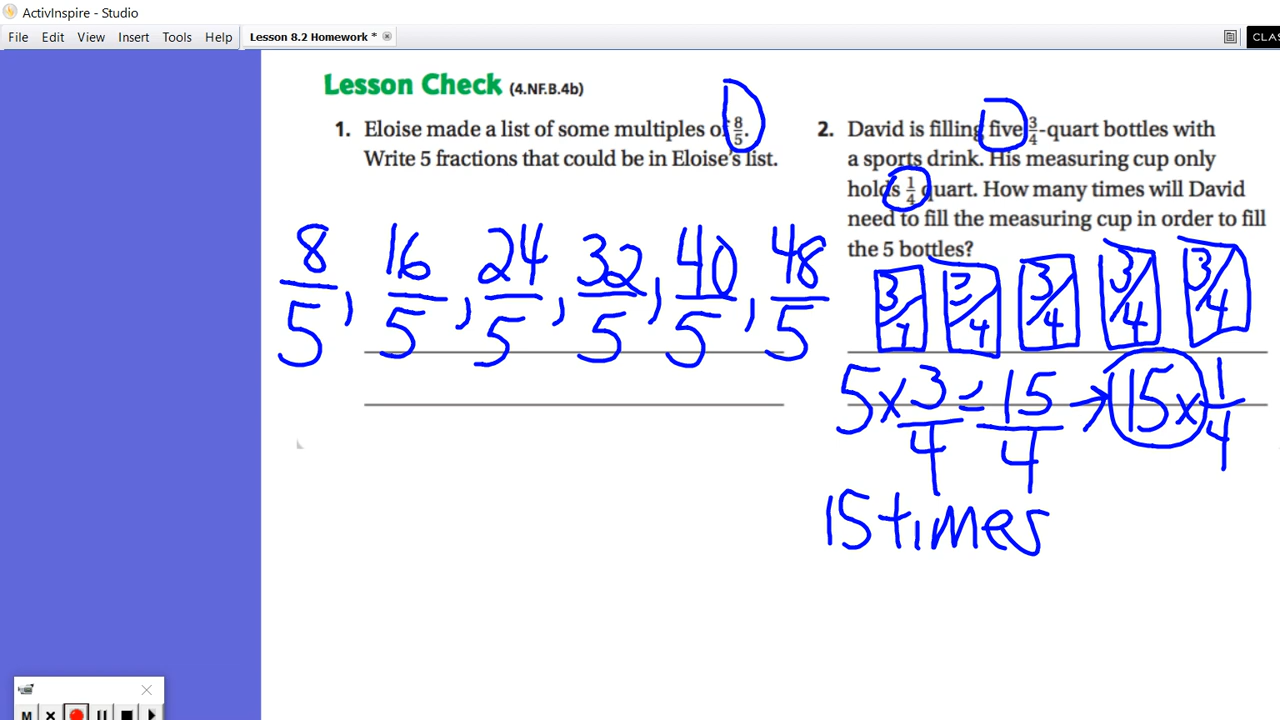 ActivInspire - Studio
File Edit View Insert Tools Help Lesson 8.2 Homework *
CLAS
Lesson Check (4.NF.B.4b)
1. Eloise made a list of some multiples of 8/5.
Write 5 fractions that could be in Eloise's list.
8/5, 16/5, 24/5, 32/5, 40/5, 48/5
2. David is filling five 3/4-quart bottles with
a sports drink. His measuring cup only
holds 1/4 quart. How many times will David
need to fill the measuring cup in order to fill
the 5 bottles?
3/4 3/4 3/4 3/4 3/4
5 × 3/4 = 15/4 → 15 × 1/4
15 times
M